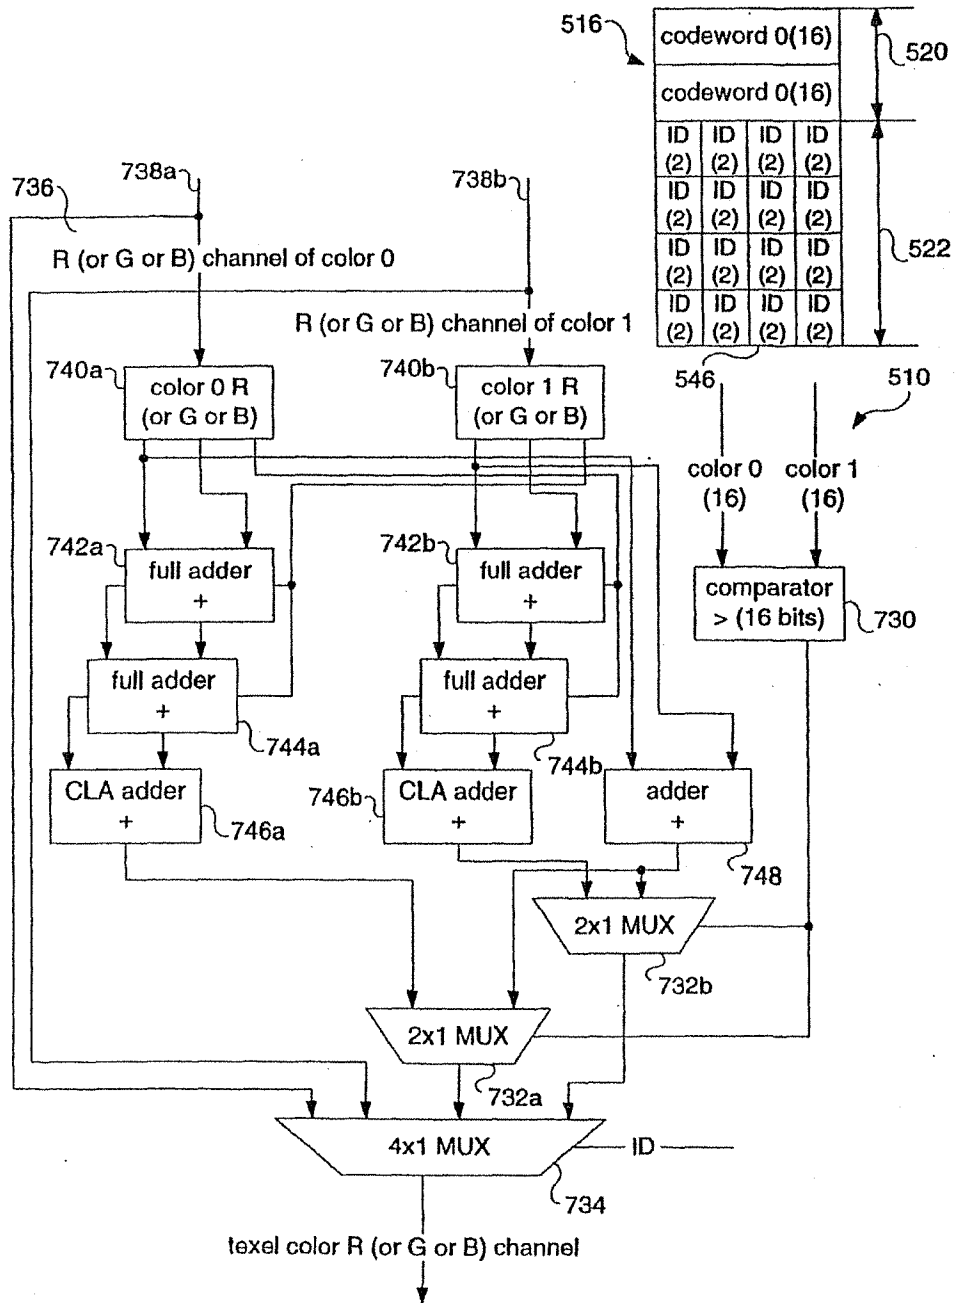 516
codeword 0(16)
520
codeword 0(16)
ID ID ID ID
(2) (2) (2) (2)
ID ID ID ID
(2) (2) (2) (2)
ID ID ID ID
(2) (2) (2) (2)
ID ID ID ID
(2) (2) (2) (2)
522
546
510
736
738a
738b
R (or G or B) channel of color 0
R (or G or B) channel of color 1
740a
color 0 R
(or G or B)
740b
color 1 R
(or G or B)
color 0
(16)
color 1
(16)
742a
full adder
+
742b
full adder
+
comparator
> (16 bits)
730
full adder
+
744a
full adder
+
744b
CLA adder
+
746a
746b
CLA adder
+
adder
+
748
2x1 MUX
732b
2x1 MUX
732a
4x1 MUX
ID
734
texel color R (or G or B) channel